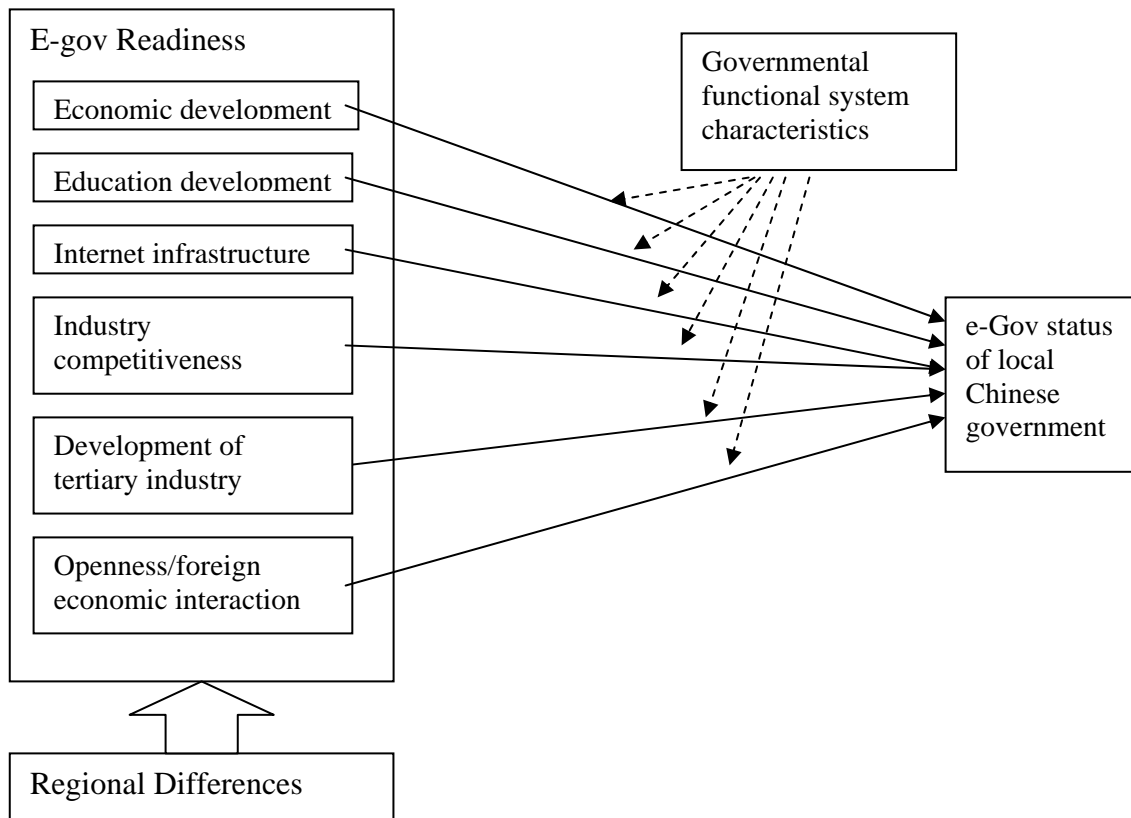 E-gov Readiness
Economic development
Education development
Internet infrastructure
Industry
competitiveness
Development of
tertiary industry
Openness/foreign
economic interaction
Regional Differences
Governmental
functional system
characteristics
e-Gov status
of local
Chinese
government